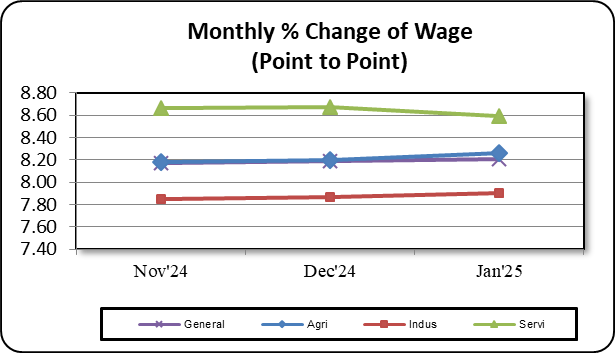 Monthly % Change of Wage
(Point to Point)
8.80
8.60
8.40
8.20
8.00
7.80
7.60
7.40
Nov'24 Dec'24 Jan'25
General Agri Indus Servi